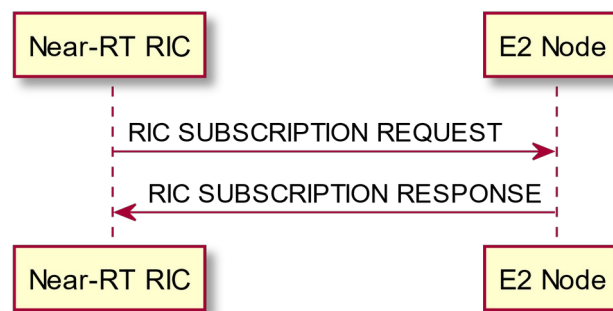 Near-RT RIC
E2 Node
RIC SUBSCRIPTION REQUEST
RIC SUBSCRIPTION RESPONSE
Near-RT RIC
E2 Node